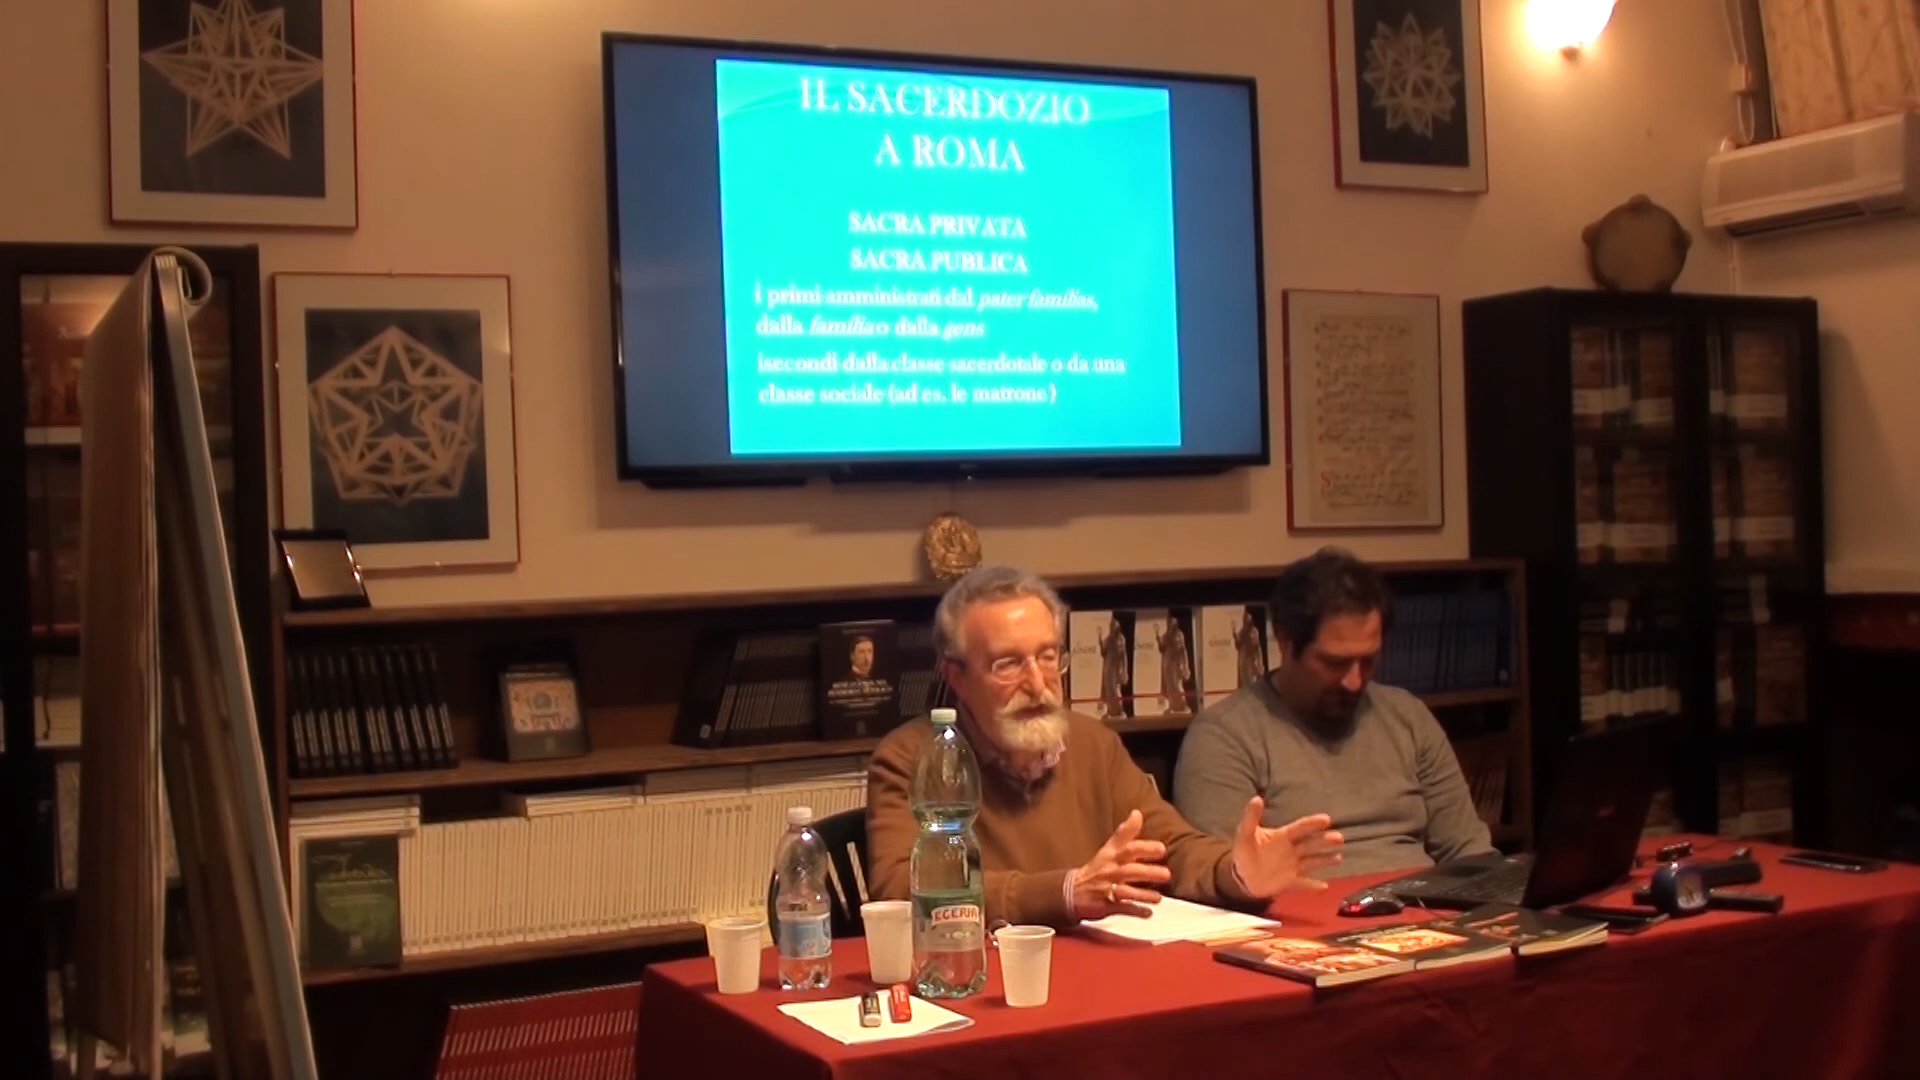 IL SACERDOZIO
A ROMA
SACRA PRIVATA
SACRA PUBLICA
i primi amministrati dal pater familias,
dalla familia o dalla gens
isecondi dalla classe sacerdotale o da una
classe sociale (ad es. le matrone)
EGERIA